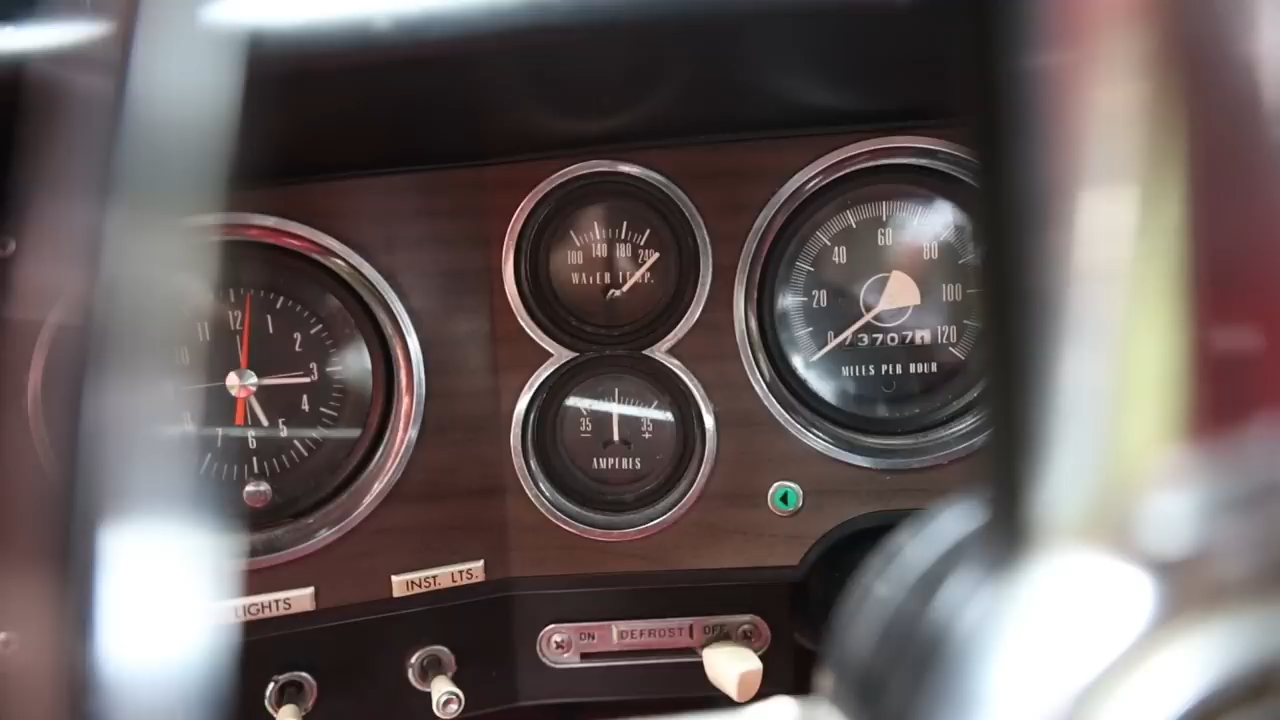 11 12 1
10 2
3
4
8 7 6 5
LIGHTS
INST. LTS.
100 140 180 240
WATER TEMP.
35 35
- +
AMPERES
0 20 40 60 80 100 120
73707
MILES PER HOUR
ON DEFROST OFF